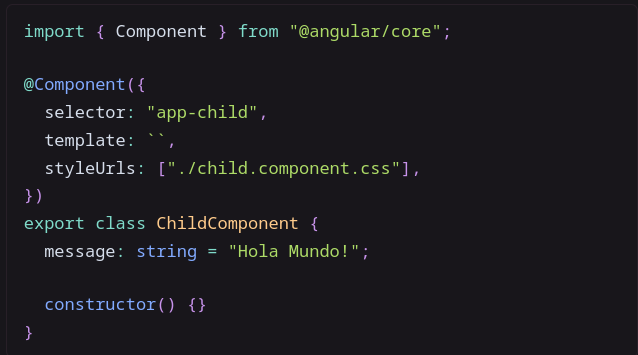 import { Component } from "@angular/core";
@Component({
selector: "app-child",
template: ``,
styleUrls: ["./child.component.css"],
})
export class ChildComponent {
message: string = "Hola Mundo!";
constructor() {}
}